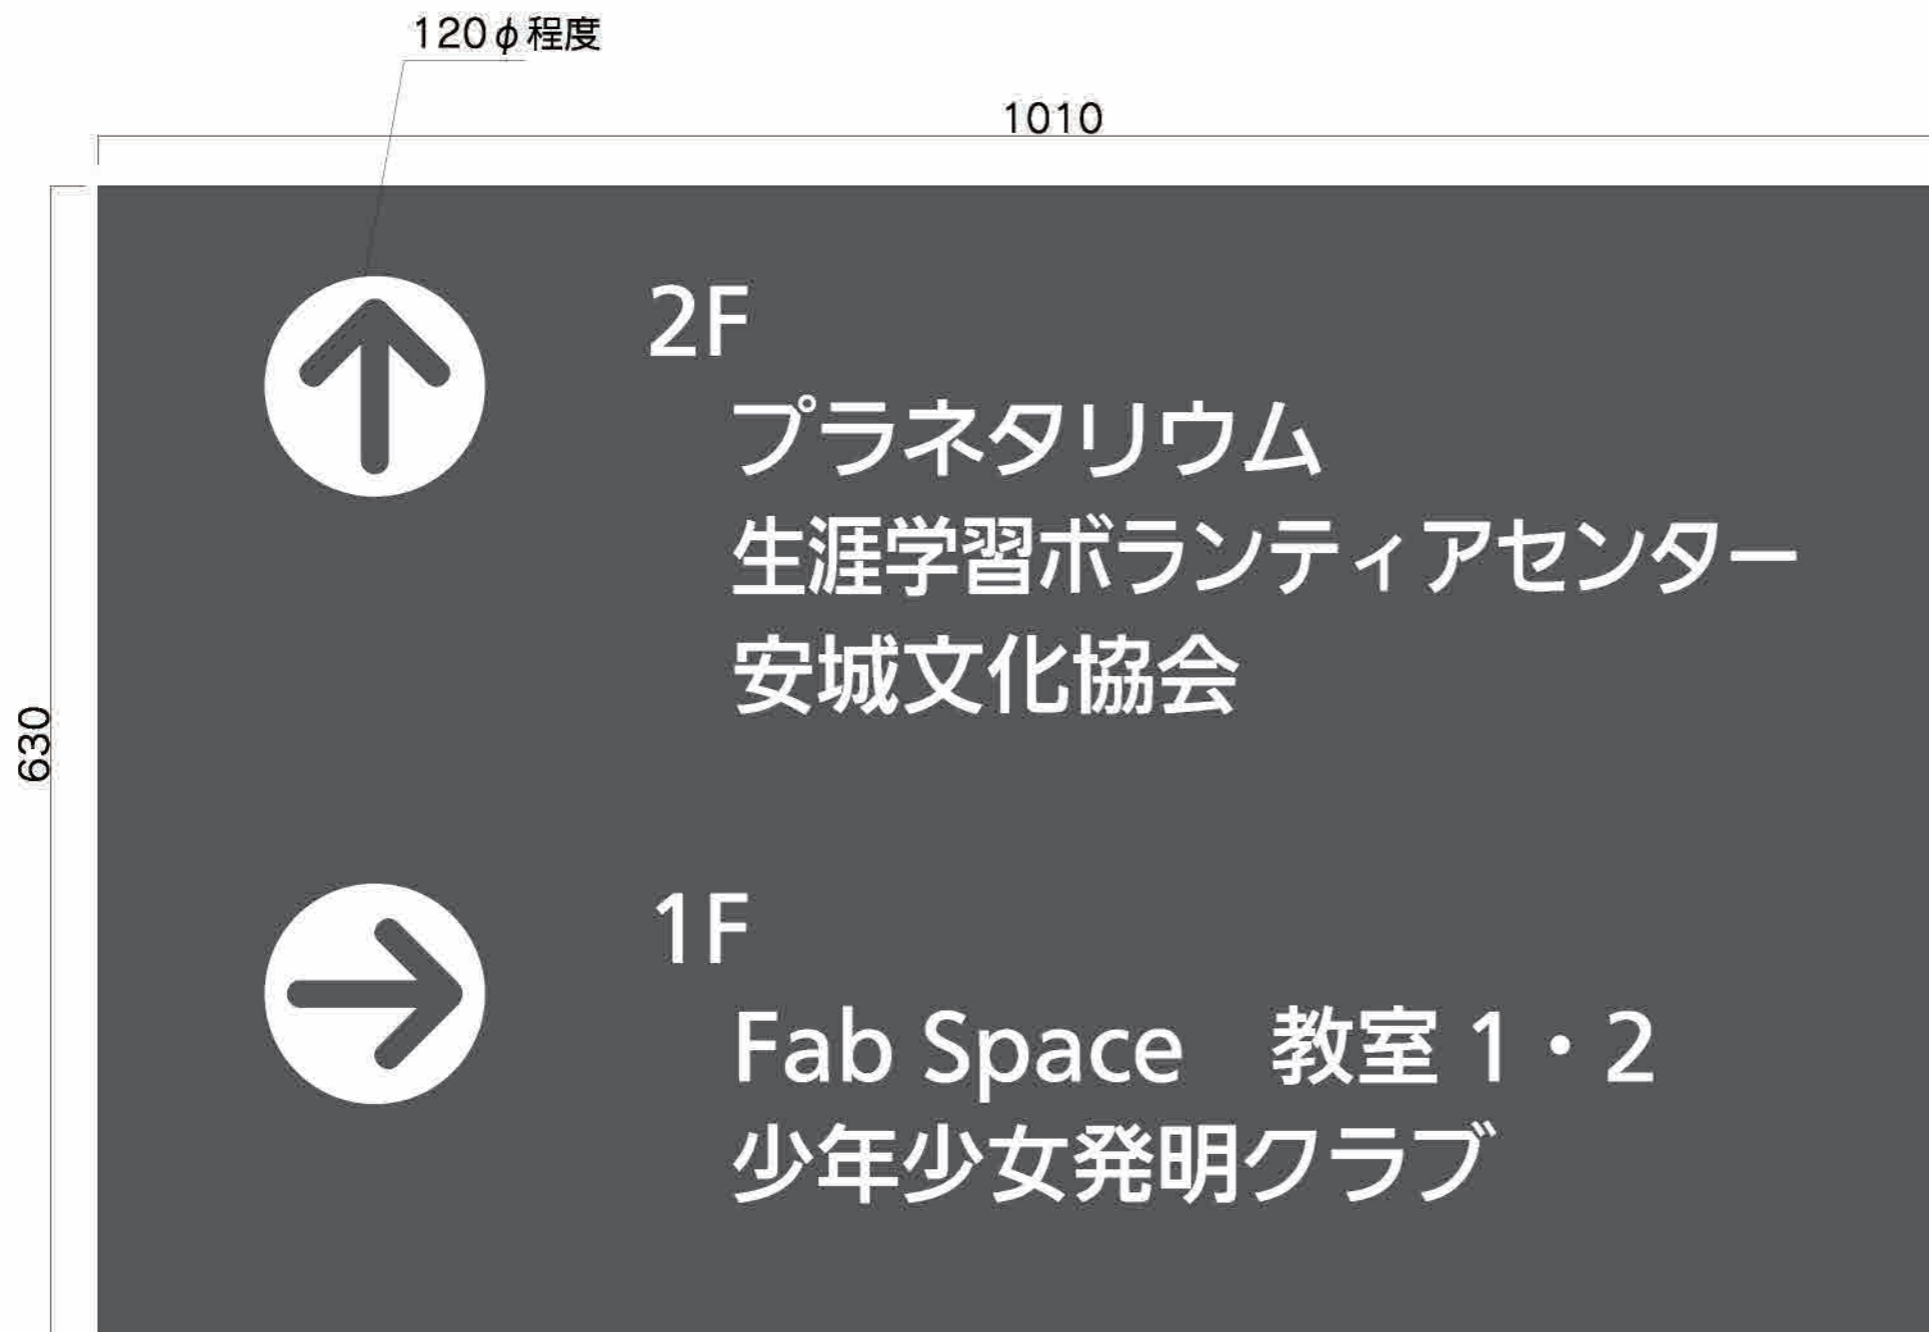 120φ程度
1010
630
2F
プラネタリウム
生涯学習ボランティアセンター
安城文化協会
1F
Fab Space　教室 1・2
少年少女発明クラブ